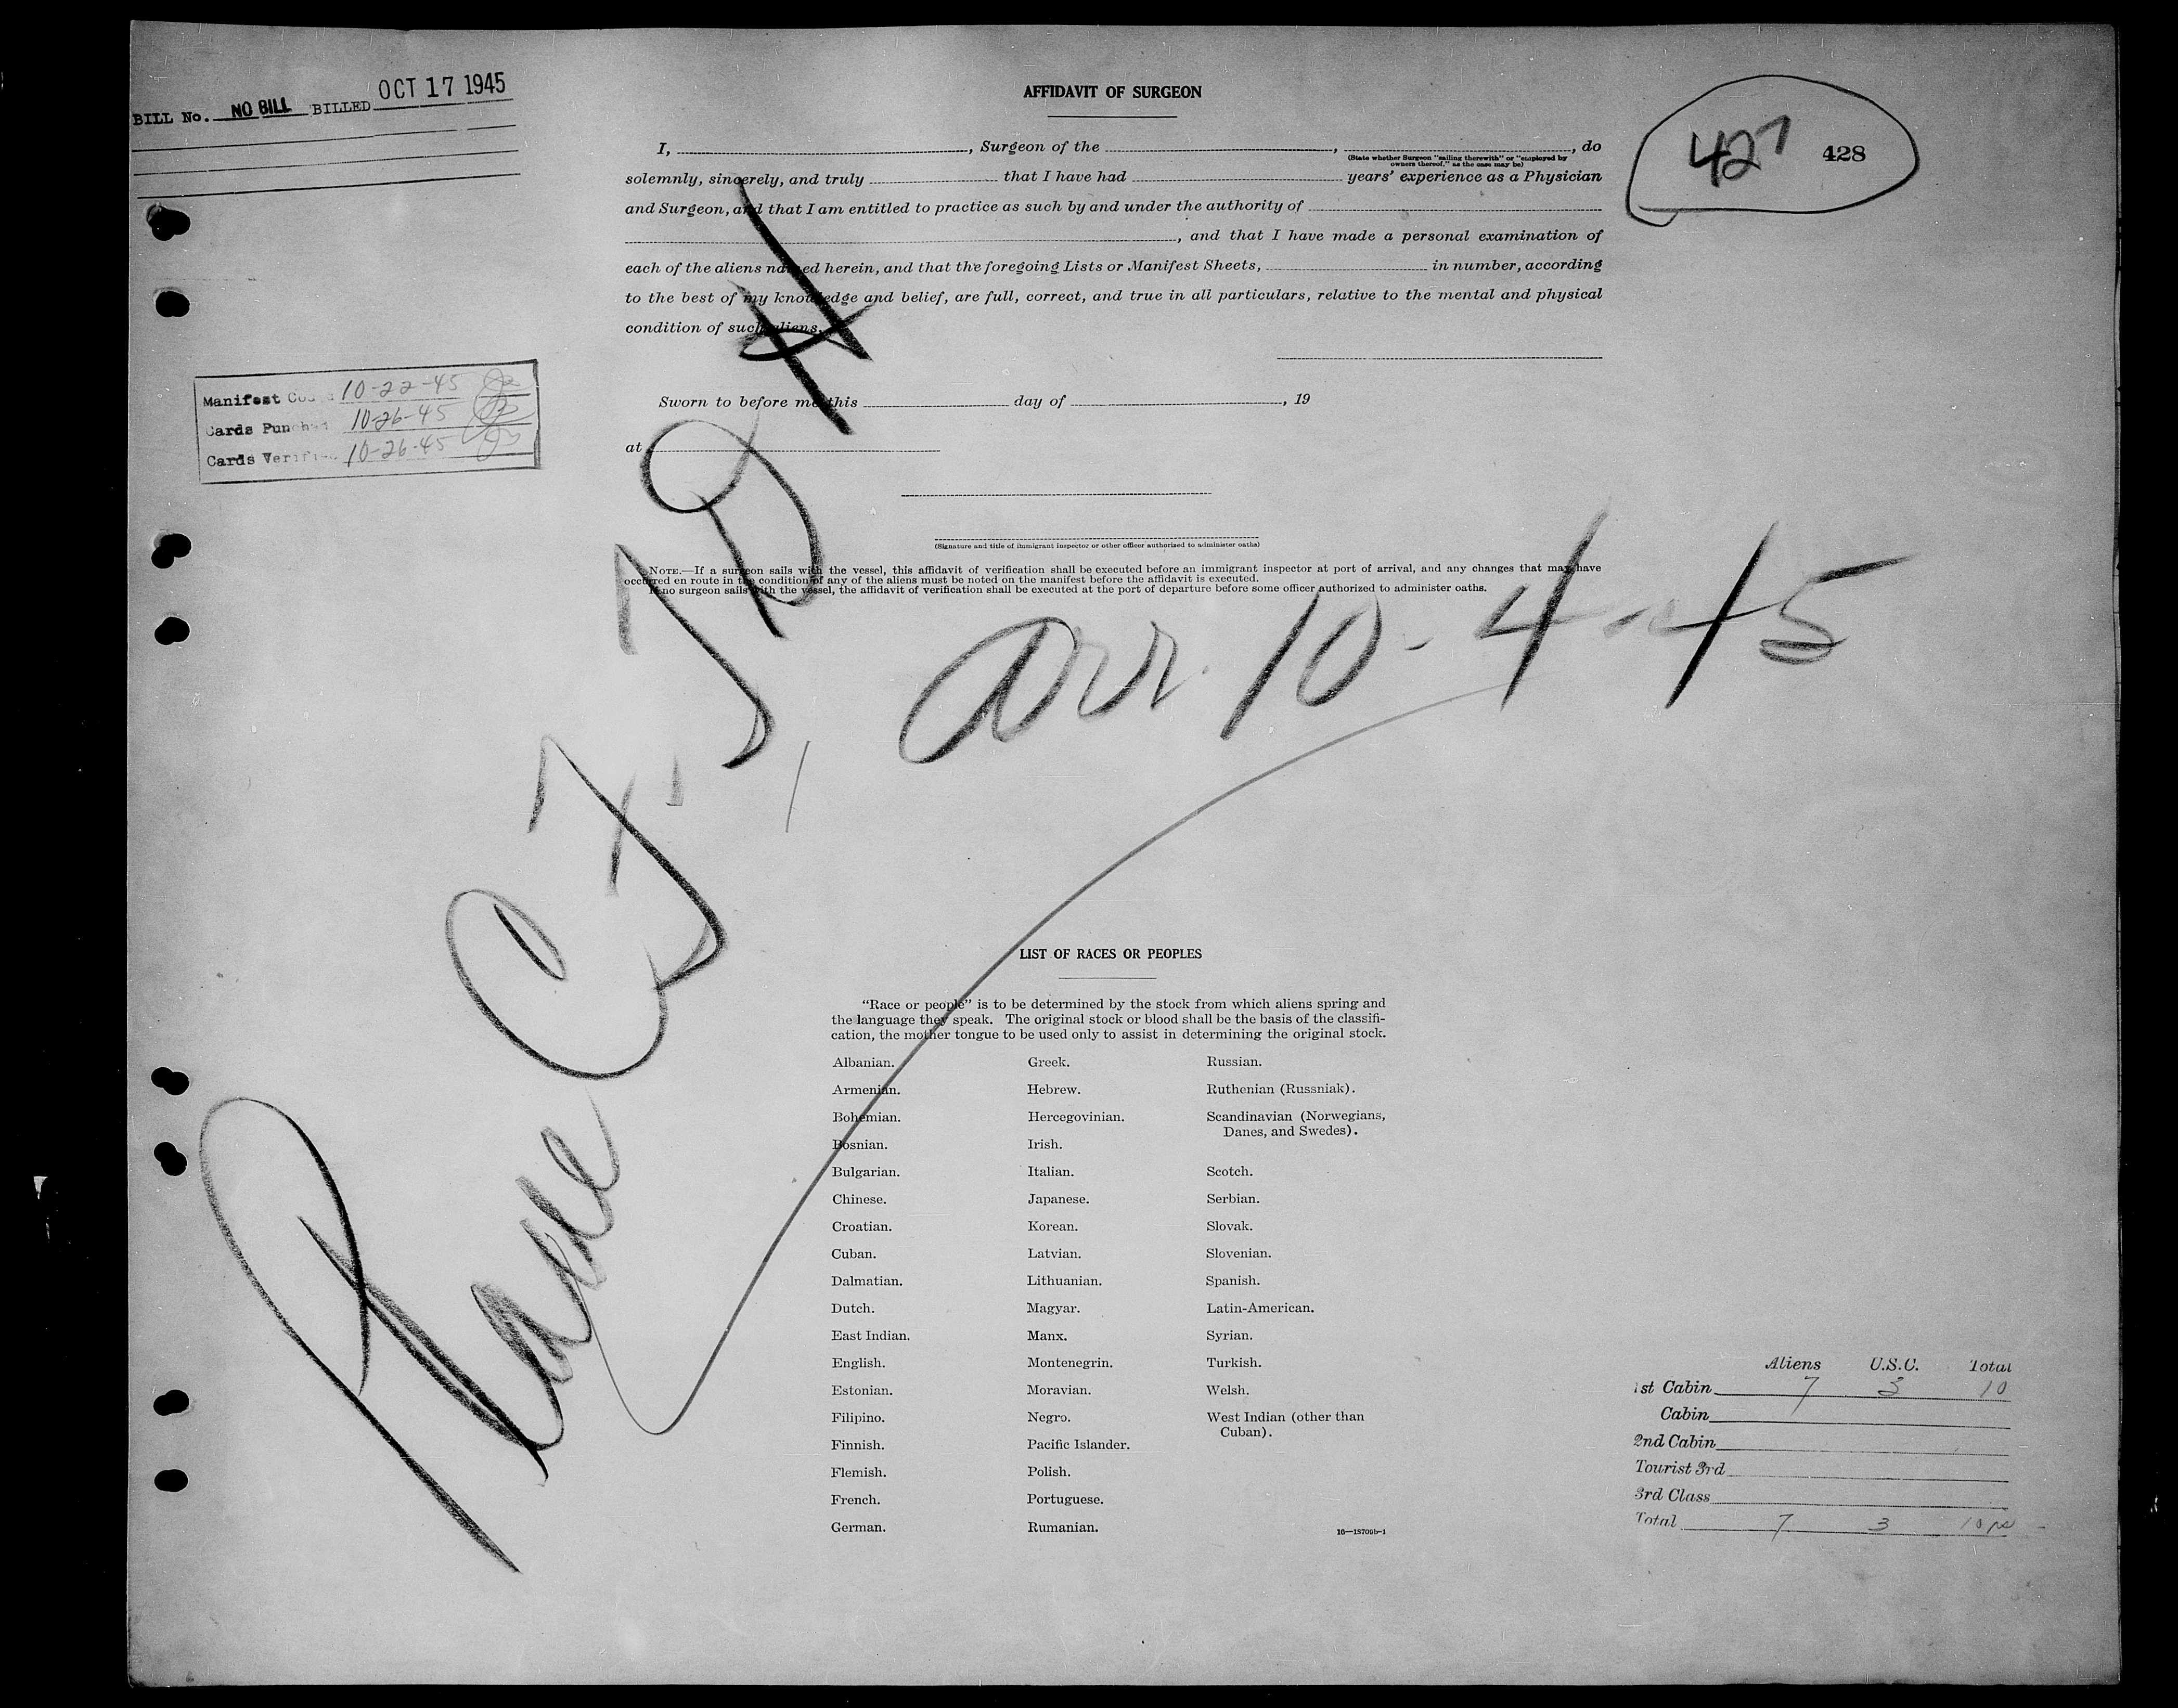 BILL No. NO BILL BILLED OCT 17 1945
AFFIDAVIT OF SURGEON
427 428
I, , Surgeon of the , , do
(State whether Surgeon "sailing therewith" or "employed by
owners thereof," as the case may be)
solemnly, sincerely, and truly that I have had years' experience as a Physician
and Surgeon, and that I am entitled to practice as such by and under the authority of
, and that I have made a personal examination of
each of the aliens named herein, and that the foregoing Lists or Manifest Sheets, in number, according
to the best of my knowledge and belief, are full, correct, and true in all particulars, relative to the mental and physical
condition of such aliens.
Manifest 10-22-45
Cards Punched 10-26-45
Cards Verified 10-26-45
Sworn to before me this day of , 19
at
(Signature and title of immigrant inspector or other officer authorized to administer oaths)
NOTE.—If a surgeon sails with the vessel, this affidavit of verification shall be executed before an immigrant inspector at port of arrival, and any changes that may have
occurred en route in the condition of any of the aliens must be noted on the manifest before the affidavit is executed.
If no surgeon sails with the vessel, the affidavit of verification shall be executed at the port of departure before some officer authorized to administer oaths.
Plane
arr. 10-4-45
LIST OF RACES OR PEOPLES
"Race or people" is to be determined by the stock from which aliens spring and
the language they speak. The original stock or blood shall be the basis of the classifi-
cation, the mother tongue to be used only to assist in determining the original stock.
Albanian. Greek. Russian.
Armenian. Hebrew. Ruthenian (Russniak).
Bohemian. Hercegovinian. Scandinavian (Norwegians,
Danes, and Swedes).
Bosnian. Irish.
Bulgarian. Italian. Scotch.
Chinese. Japanese. Serbian.
Croatian. Korean. Slovak.
Cuban. Latvian. Slovenian.
Dalmatian. Lithuanian. Spanish.
Dutch. Magyar. Latin-American.
East Indian. Manx. Syrian.
English. Montenegrin. Turkish.
Estonian. Moravian. Welsh.
Filipino. Negro. West Indian (other than
Cuban).
Finnish. Pacific Islander.
Flemish. Polish.
French. Portuguese.
German. Rumanian.
16—18709b-1
Aliens U.S.C. Total
1st Cabin 7 3 10
Cabin
2nd Cabin
Tourist 3rd
3rd Class
Total 7 3 10